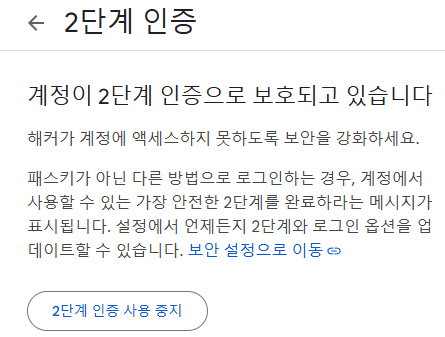 2단계 인증
계정이 2단계 인증으로 보호되고 있습니다
해커가 계정에 액세스하지 못하도록 보안을 강화하세요.
패스키가 아닌 다른 방법으로 로그인하는 경우, 계정에서
사용할 수 있는 가장 안전한 2단계를 완료하라는 메시지가
표시됩니다. 설정에서 언제든지 2단계와 로그인 옵션을 업
데이트할 수 있습니다. 보안 설정으로 이동
2단계 인증 사용 중지